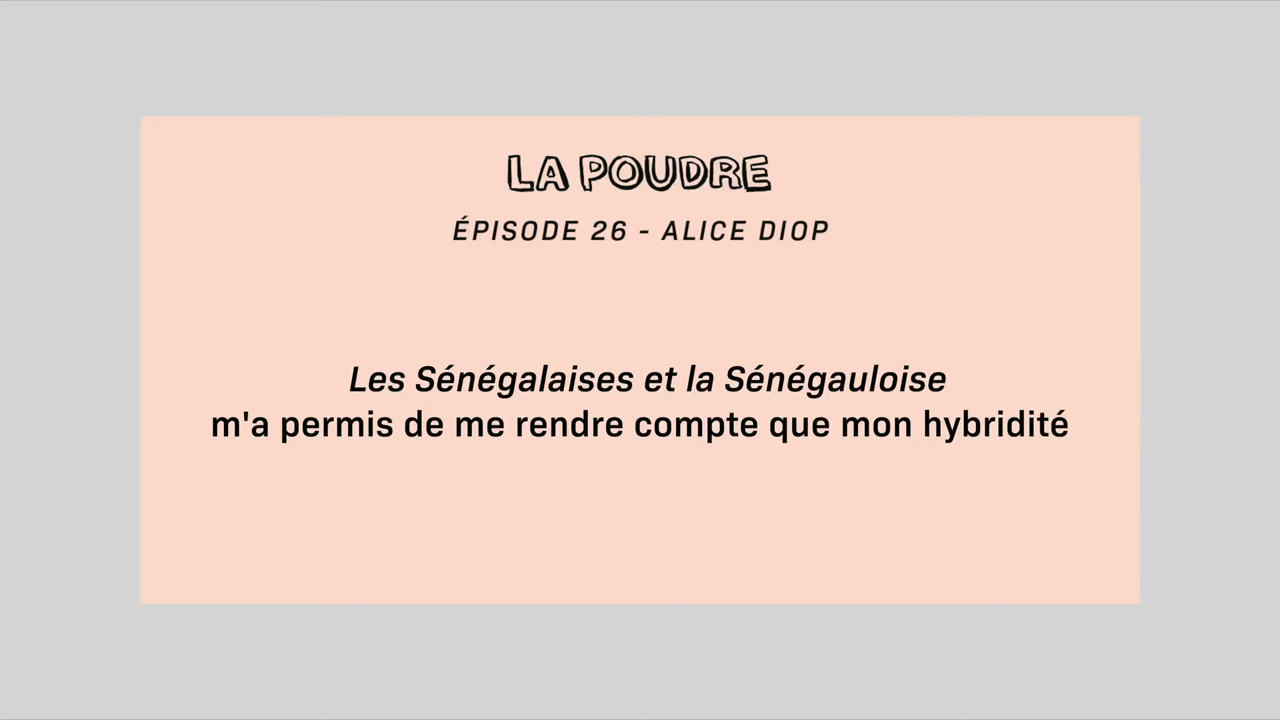 LA POUDRE
ÉPISODE 26 - ALICE DIOP
Les Sénégalaises et la Sénégauloise
m'a permis de me rendre compte que mon hybridité